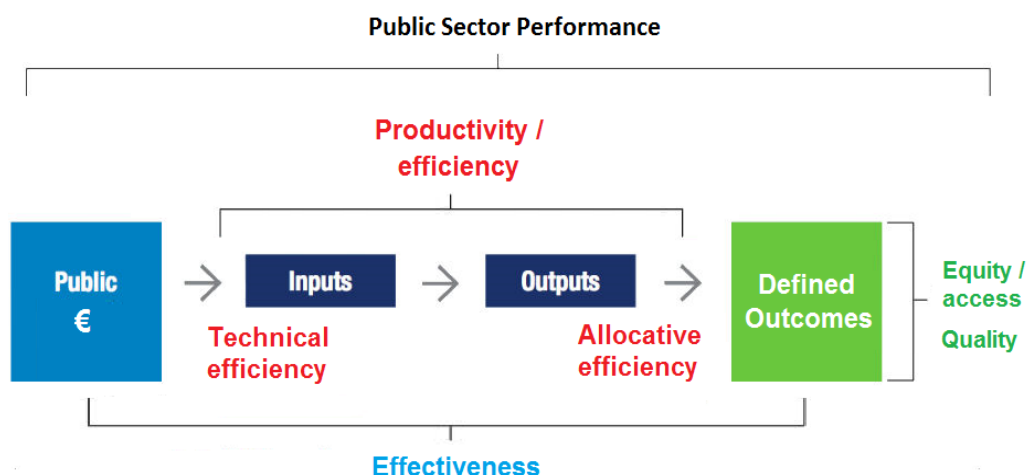 Public Sector Performance
Productivity /
efficiency
Public
€
Inputs
Outputs
Defined
Outcomes
Equity /
access
Quality
Technical
efficiency
Allocative
efficiency
Effectiveness